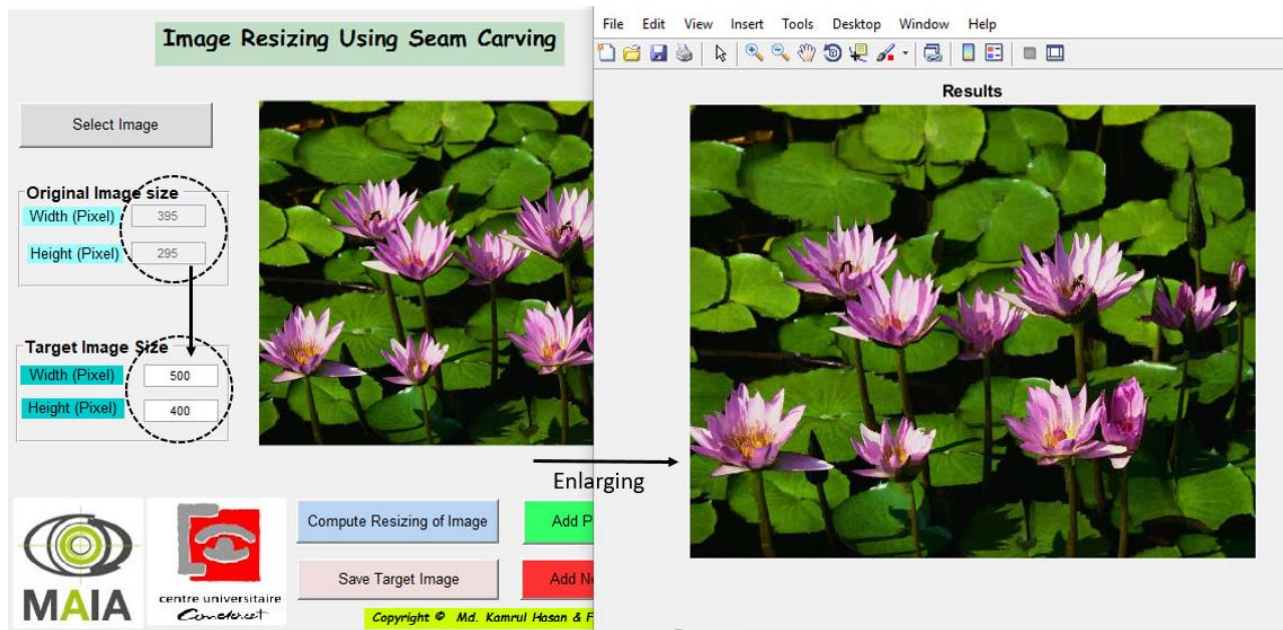 Image Resizing Using Seam Carving
Select Image
Original Image size
Width (Pixel) 395
Height (Pixel) 295
Target Image Size
Width (Pixel) 500
Height (Pixel) 400
Compute Resizing of Image
Add P
Save Target Image
Add Ne
MAIA
centre universitaire
Condorcet
Copyright © Md. Kamrul Hasan & F
Enlarging
File Edit View Insert Tools Desktop Window Help
Results